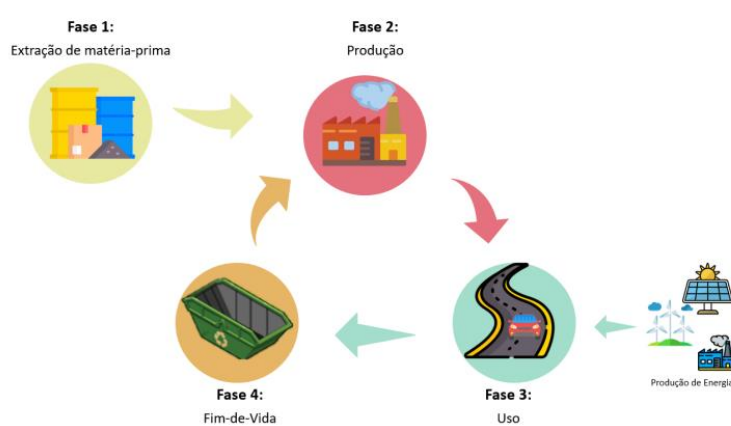 Fase 1:
Extração de matéria-prima
Fase 2:
Produção
Fase 4:
Fim-de-Vida
Fase 3:
Uso
Produção de Energia